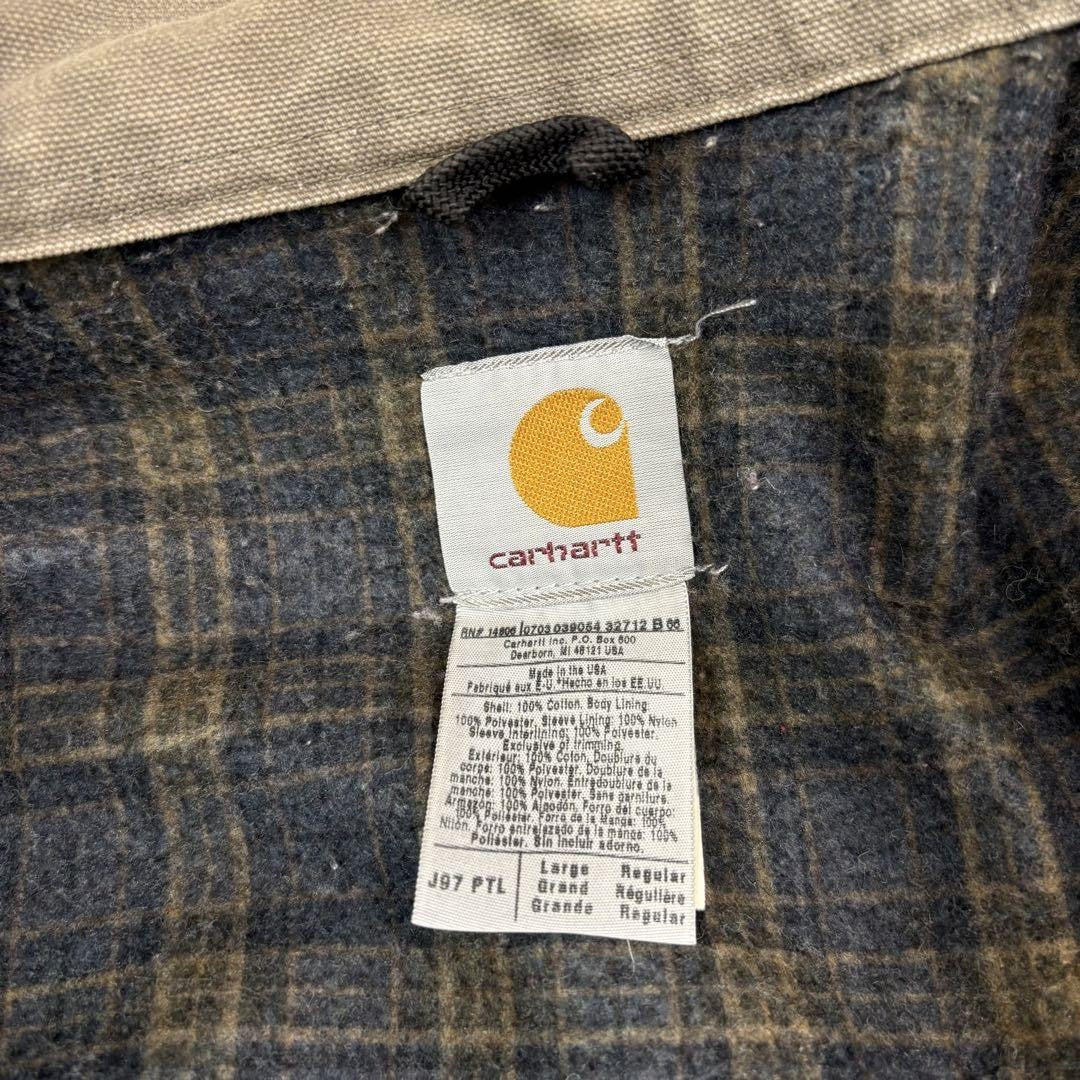 carhartt
RN# 14806 0703 039054 32712 B 66
Carhartt Inc. P.O. Box 600
Dearborn, MI 48121 USA
Made in the USA
Fabriqué aux E-U.*Hecho en los EE.UU.
Shell: 100% Cotton. Body Lining
100% Polyester. Sleeve Lining: 100% Nylon
Sleeve Interlining: 100% Polyester.
Exclusive of trimming.
Extérieur: 100% Coton. Doublure du
corps: 100% Polyester. Doublure de la
manche: 100% Nylon. Entredoublure de la
manche: 100% Polyester. Sans garniture.
Armazón: 100% Algodón. Forro del cuerpo:
100% Poliester. Forro de la Manga: 100%
Nilón. Forro entrelazado de la manga: 100%
Poliéster. Sin incluir adorno.
J97 PTL
Large Regular
Grand Régulière
Grande Regular